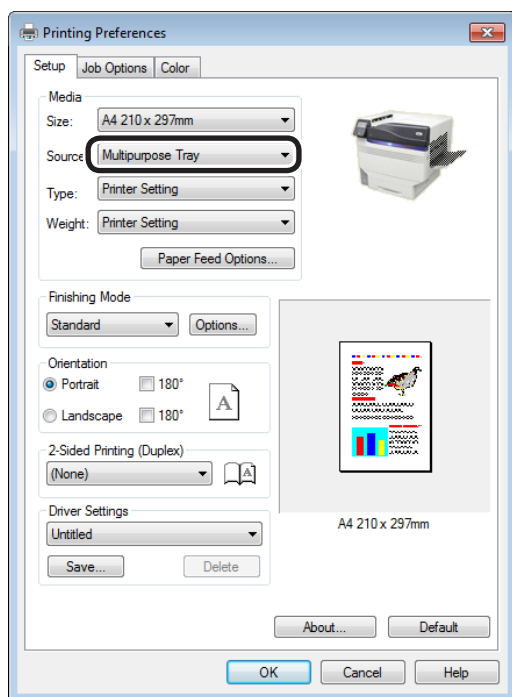 Printing Preferences
Setup Job Options Color
Media
Size: A4 210 x 297mm
Source Multipurpose Tray
Type: Printer Setting
Weight: Printer Setting
Paper Feed Options...
Finishing Mode
Standard Options...
Orientation
Portrait 180°
Landscape 180°
A
2-Sided Printing (Duplex)
(None)
A
Driver Settings
Untitled
Save... Delete
A4 210 x 297mm
About... Default
OK Cancel Help